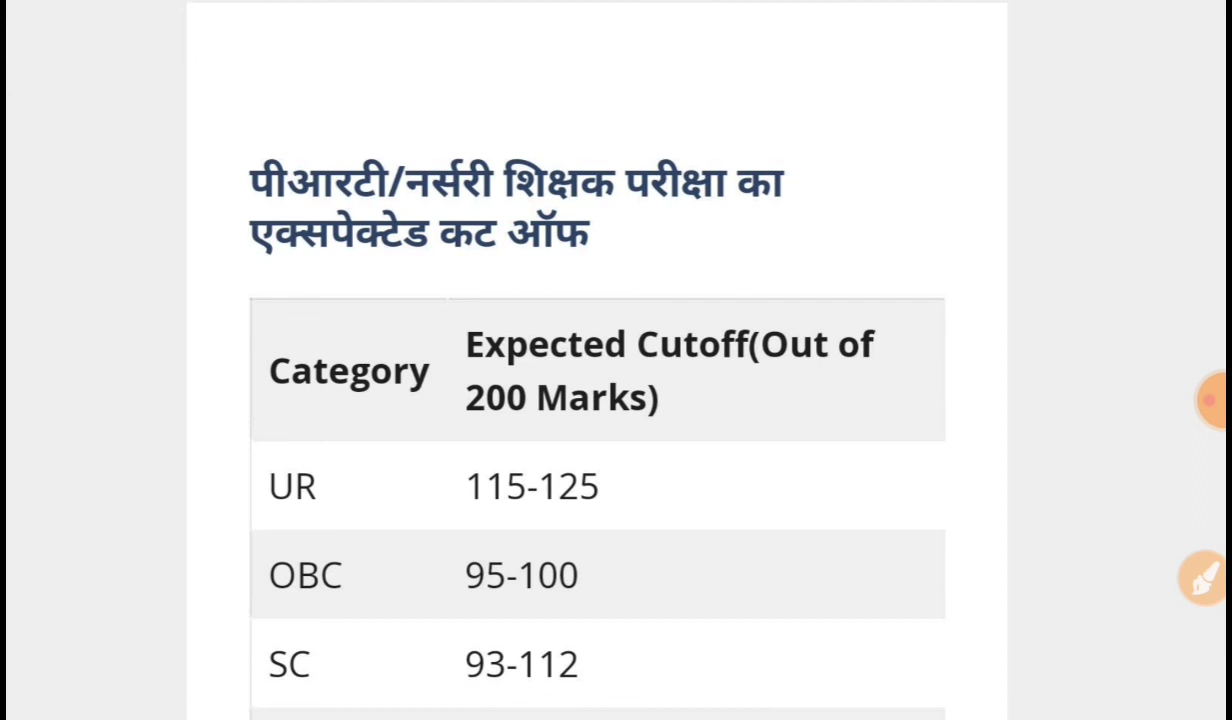 पीआरटी/नर्सरी शिक्षक परीक्षा का
एक्सपेक्टेड कट ऑफ
Category Expected Cutoff(Out of
200 Marks)
UR 115-125
OBC 95-100
SC 93-112